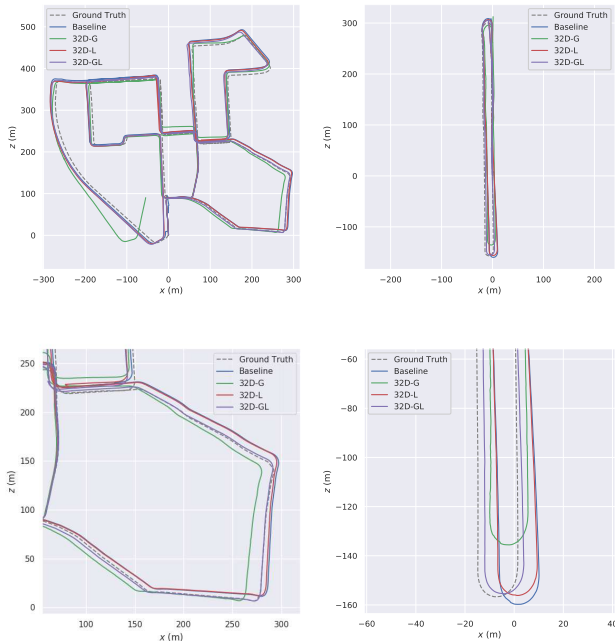 500
400
300
200
100
0
z (m)
−300 −200 −100 0 100 200 300
x (m)
Ground Truth
Baseline
32D-G
32D-L
32D-GL
300
200
100
0
−100
z (m)
−200 −100 0 100 200
x (m)
Ground Truth
Baseline
32D-G
32D-L
32D-GL
250
200
150
100
50
0
z (m)
100 150 200 250 300
x (m)
Ground Truth
Baseline
32D-G
32D-L
32D-GL
−60
−80
−100
−120
−140
−160
z (m)
−40 −20 0 20
x (m)
Ground Truth
Baseline
32D-G
32D-L
32D-GL